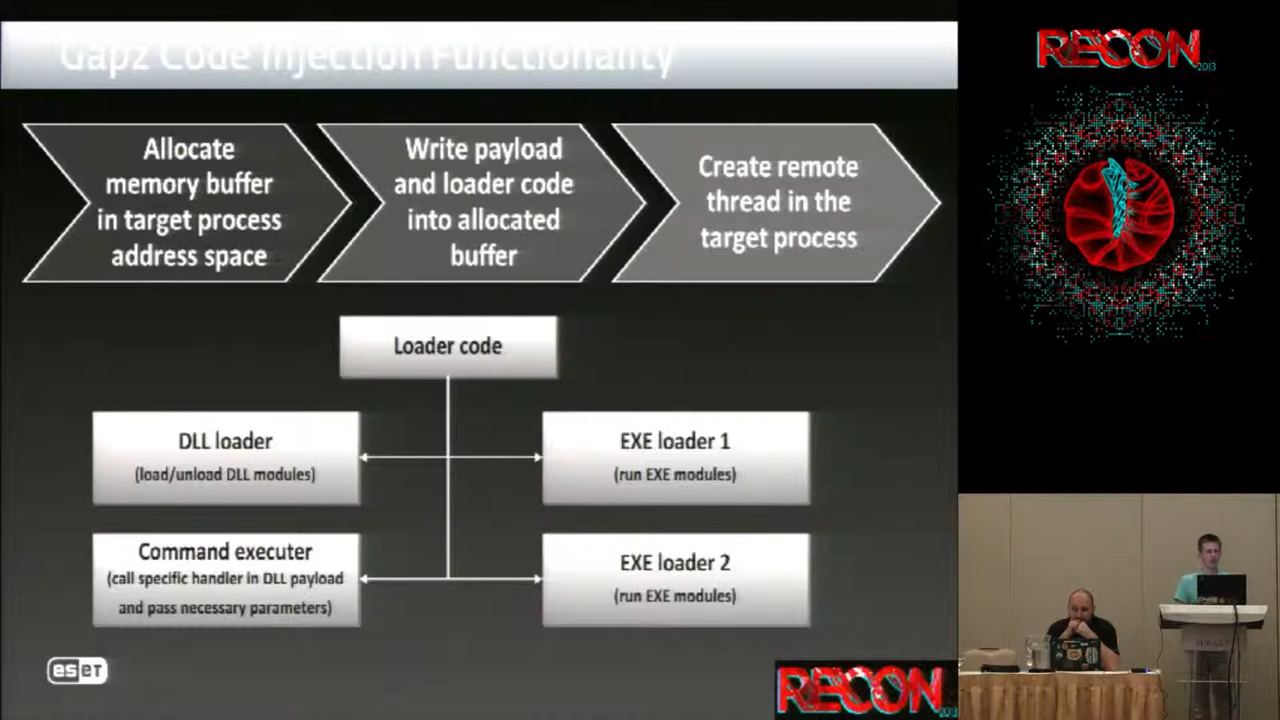 Gapz Code Injection Functionality
Allocate
memory buffer
in target process
address space
Write payload
and loader code
into allocated
buffer
Create remote
thread in the
target process
Loader code
DLL loader
(load/unload DLL modules)
EXE loader 1
(run EXE modules)
Command executer
(call specific handler in DLL payload
and pass necessary parameters)
EXE loader 2
(run EXE modules)
eseT
RECON
2013
RECON
2013
HYATT